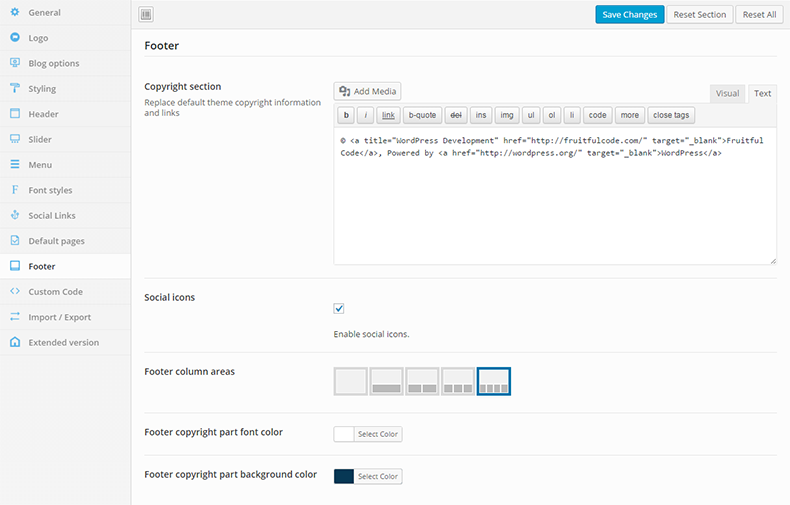 General
Logo
Blog options
Styling
Header
Slider
Menu
Font styles
Social Links
Default pages
Footer
Custom Code
Import / Export
Extended version
Save Changes
Reset Section
Reset All
Footer
Copyright section
Replace default theme copyright information
and links
Add Media
Visual
Text
b
i
link
b-quote
del
ins
img
ul
ol
li
code
more
close tags
© <a title="WordPress Development" href="http://fruitfulcode.com/" target="_blank">Fruitful
Code</a>, Powered by <a href="http://wordpress.org/" target="_blank">WordPress</a>
Social icons
Enable social icons.
Footer column areas
Footer copyright part font color
Select Color
Footer copyright part background color
Select Color